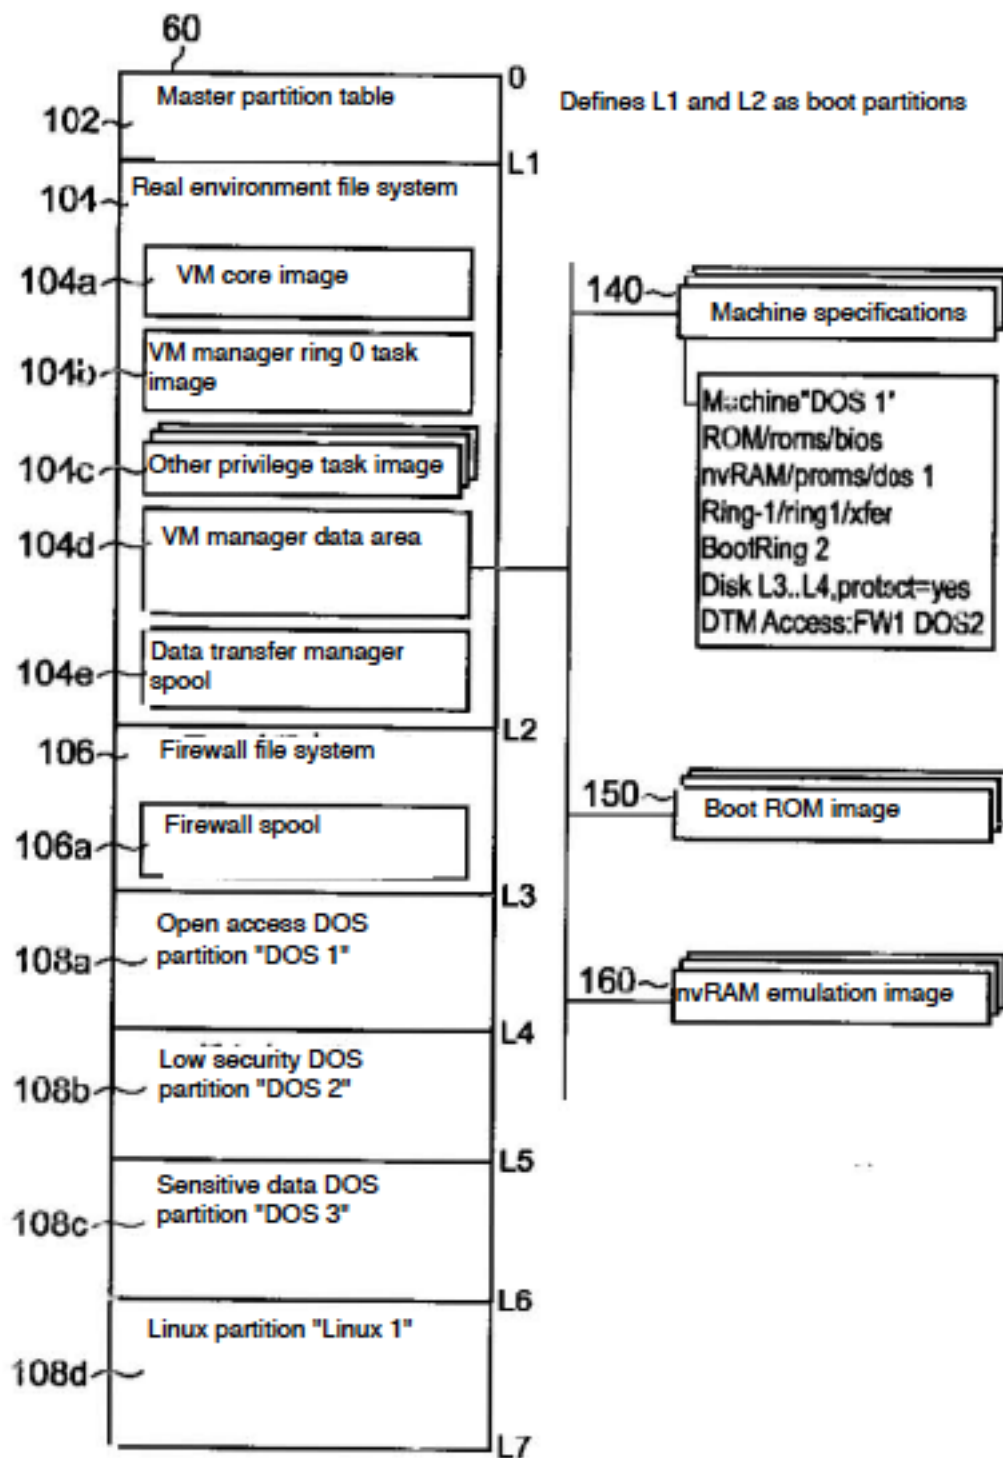 60
0
Master partition table
Defines L1 and L2 as boot partitions
102
L1
104
Real environment file system
104a
VM core image
104b
VM manager ring 0 task
image
104c
Other privilege task image
104d
VM manager data area
104e
Data transfer manager
spool
L2
106
Firewall file system
106a
Firewall spool
L3
108a
Open access DOS
partition "DOS 1"
L4
108b
Low security DOS
partition "DOS 2"
L5
108c
Sensitive data DOS
partition "DOS 3"
L6
108d
Linux partition "Linux 1"
L7
140
Machine specifications
Machine"DOS 1"
ROM/roms/bios
nvRAM/proms/dos 1
Ring-1/ring1/xfer
BootRing 2
Disk L3..L4,protect=yes
DTM Access:FW1 DOS2
150
Boot ROM image
160
nvRAM emulation image